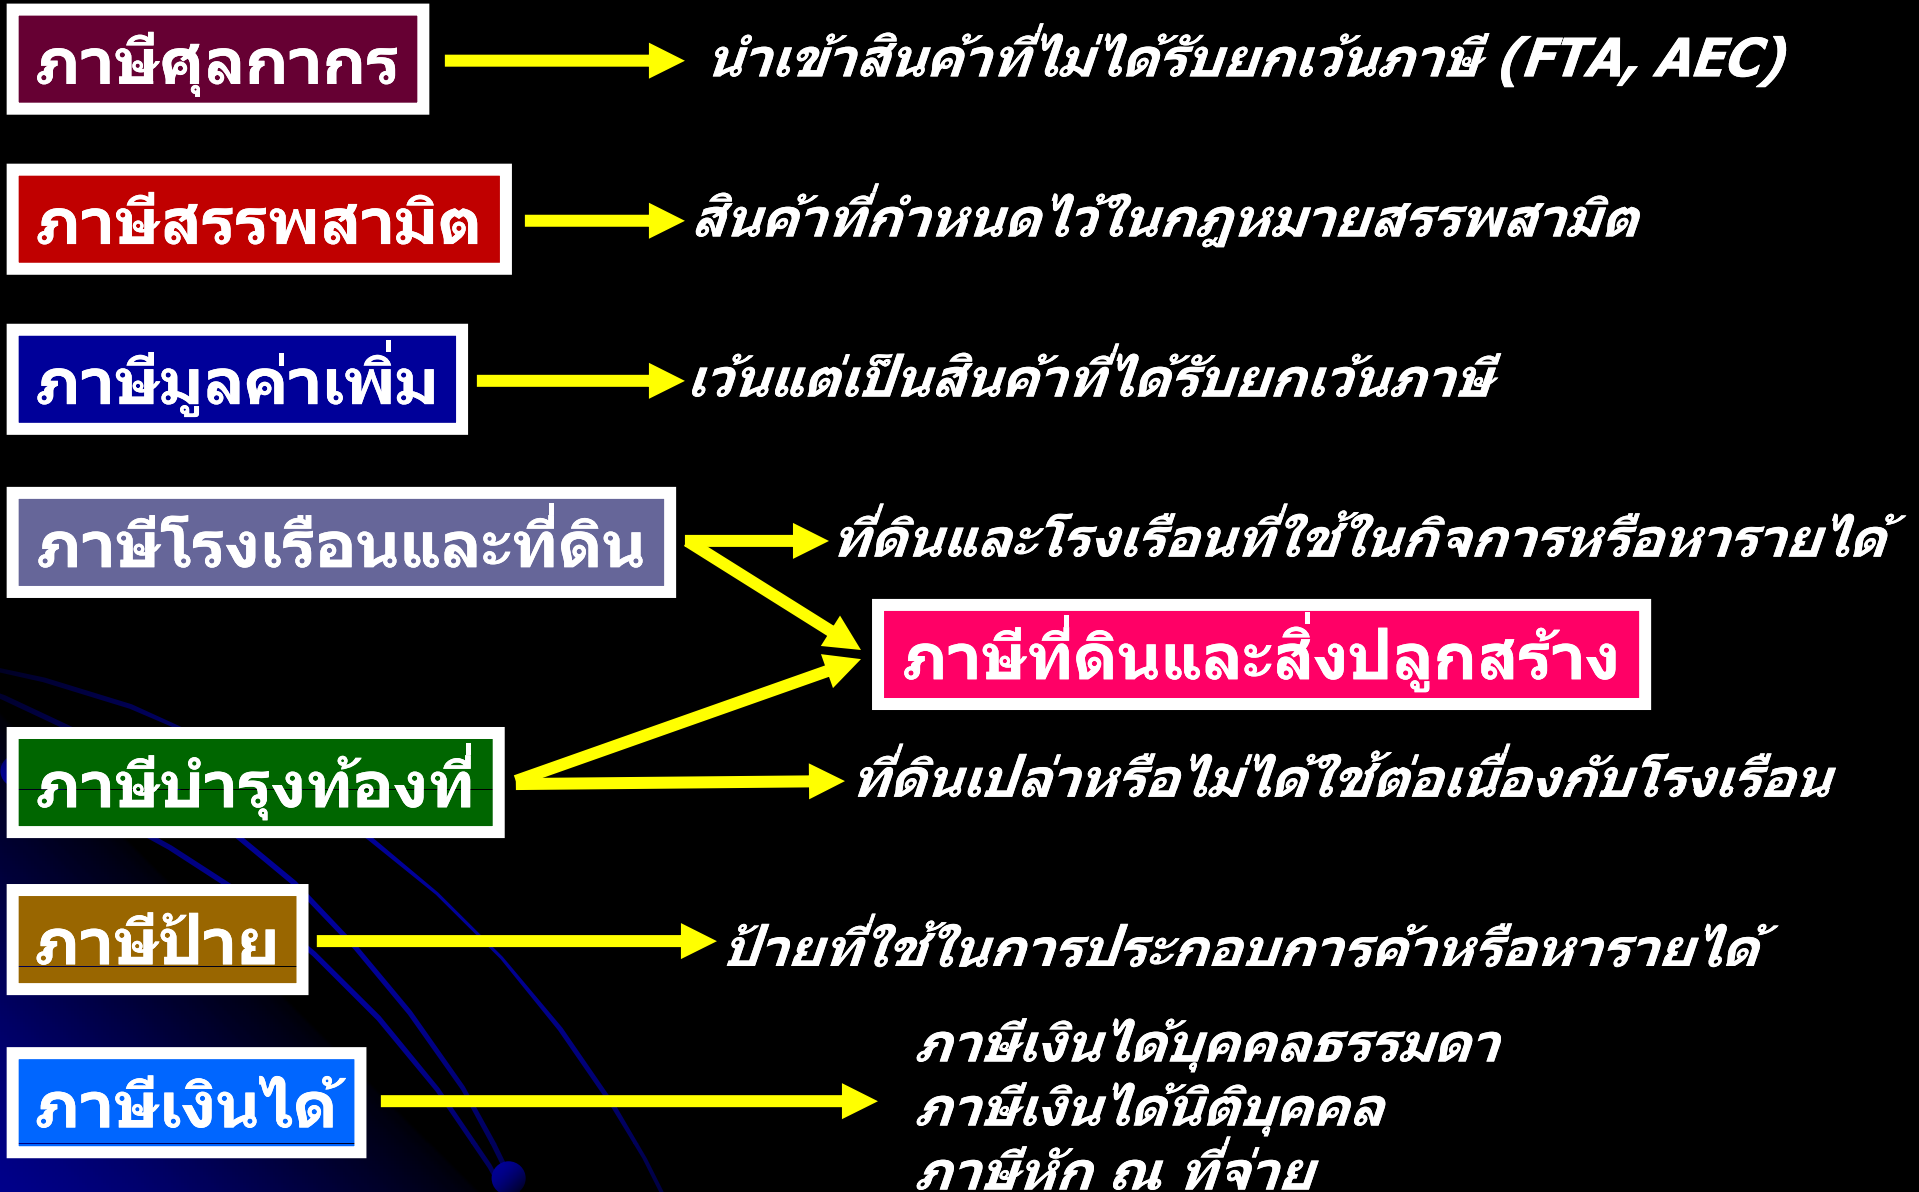 ภาษีศุลกากร
นำเข้าสินค้าที่ไม่ได้รับยกเว้นภาษี (FTA, AEC)
ภาษีสรรพสามิต
สินค้าที่กำหนดไว้ในกฎหมายสรรพสามิต
ภาษีมูลค่าเพิ่ม
เว้นแต่เป็นสินค้าที่ได้รับยกเว้นภาษี
ภาษีโรงเรือนและที่ดิน
ที่ดินและโรงเรือนที่ใช้ในกิจการหรือหารายได้
ภาษีที่ดินและสิ่งปลูกสร้าง
ภาษีบำรุงท้องที่
ที่ดินเปล่าหรือไม่ได้ใช้ต่อเนื่องกับโรงเรือน
ภาษีป้าย
ป้ายที่ใช้ในการประกอบการค้าหรือหารายได้
ภาษีเงินได้
ภาษีเงินได้บุคคลธรรมดา
ภาษีเงินได้นิติบุคคล
ภาษีหัก ณ ที่จ่าย